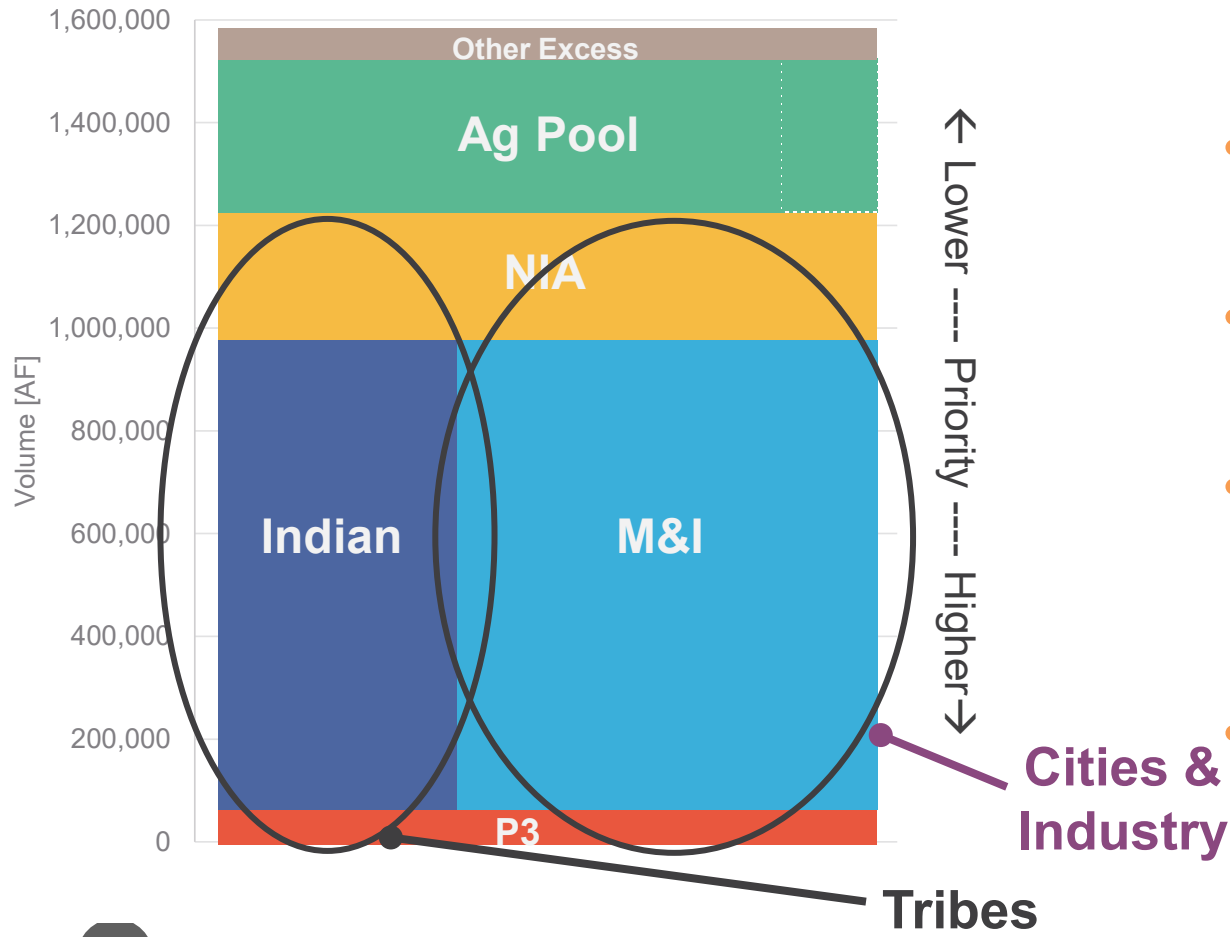 1,600,000
1,400,000
1,200,000
1,000,000
800,000
600,000
400,000
200,000
0
Volume [AF]
Other Excess
Ag Pool
NIA
Indian
M&I
P3
← Lower ---- Priority ---- Higher→
Cities &
Industry
Tribes